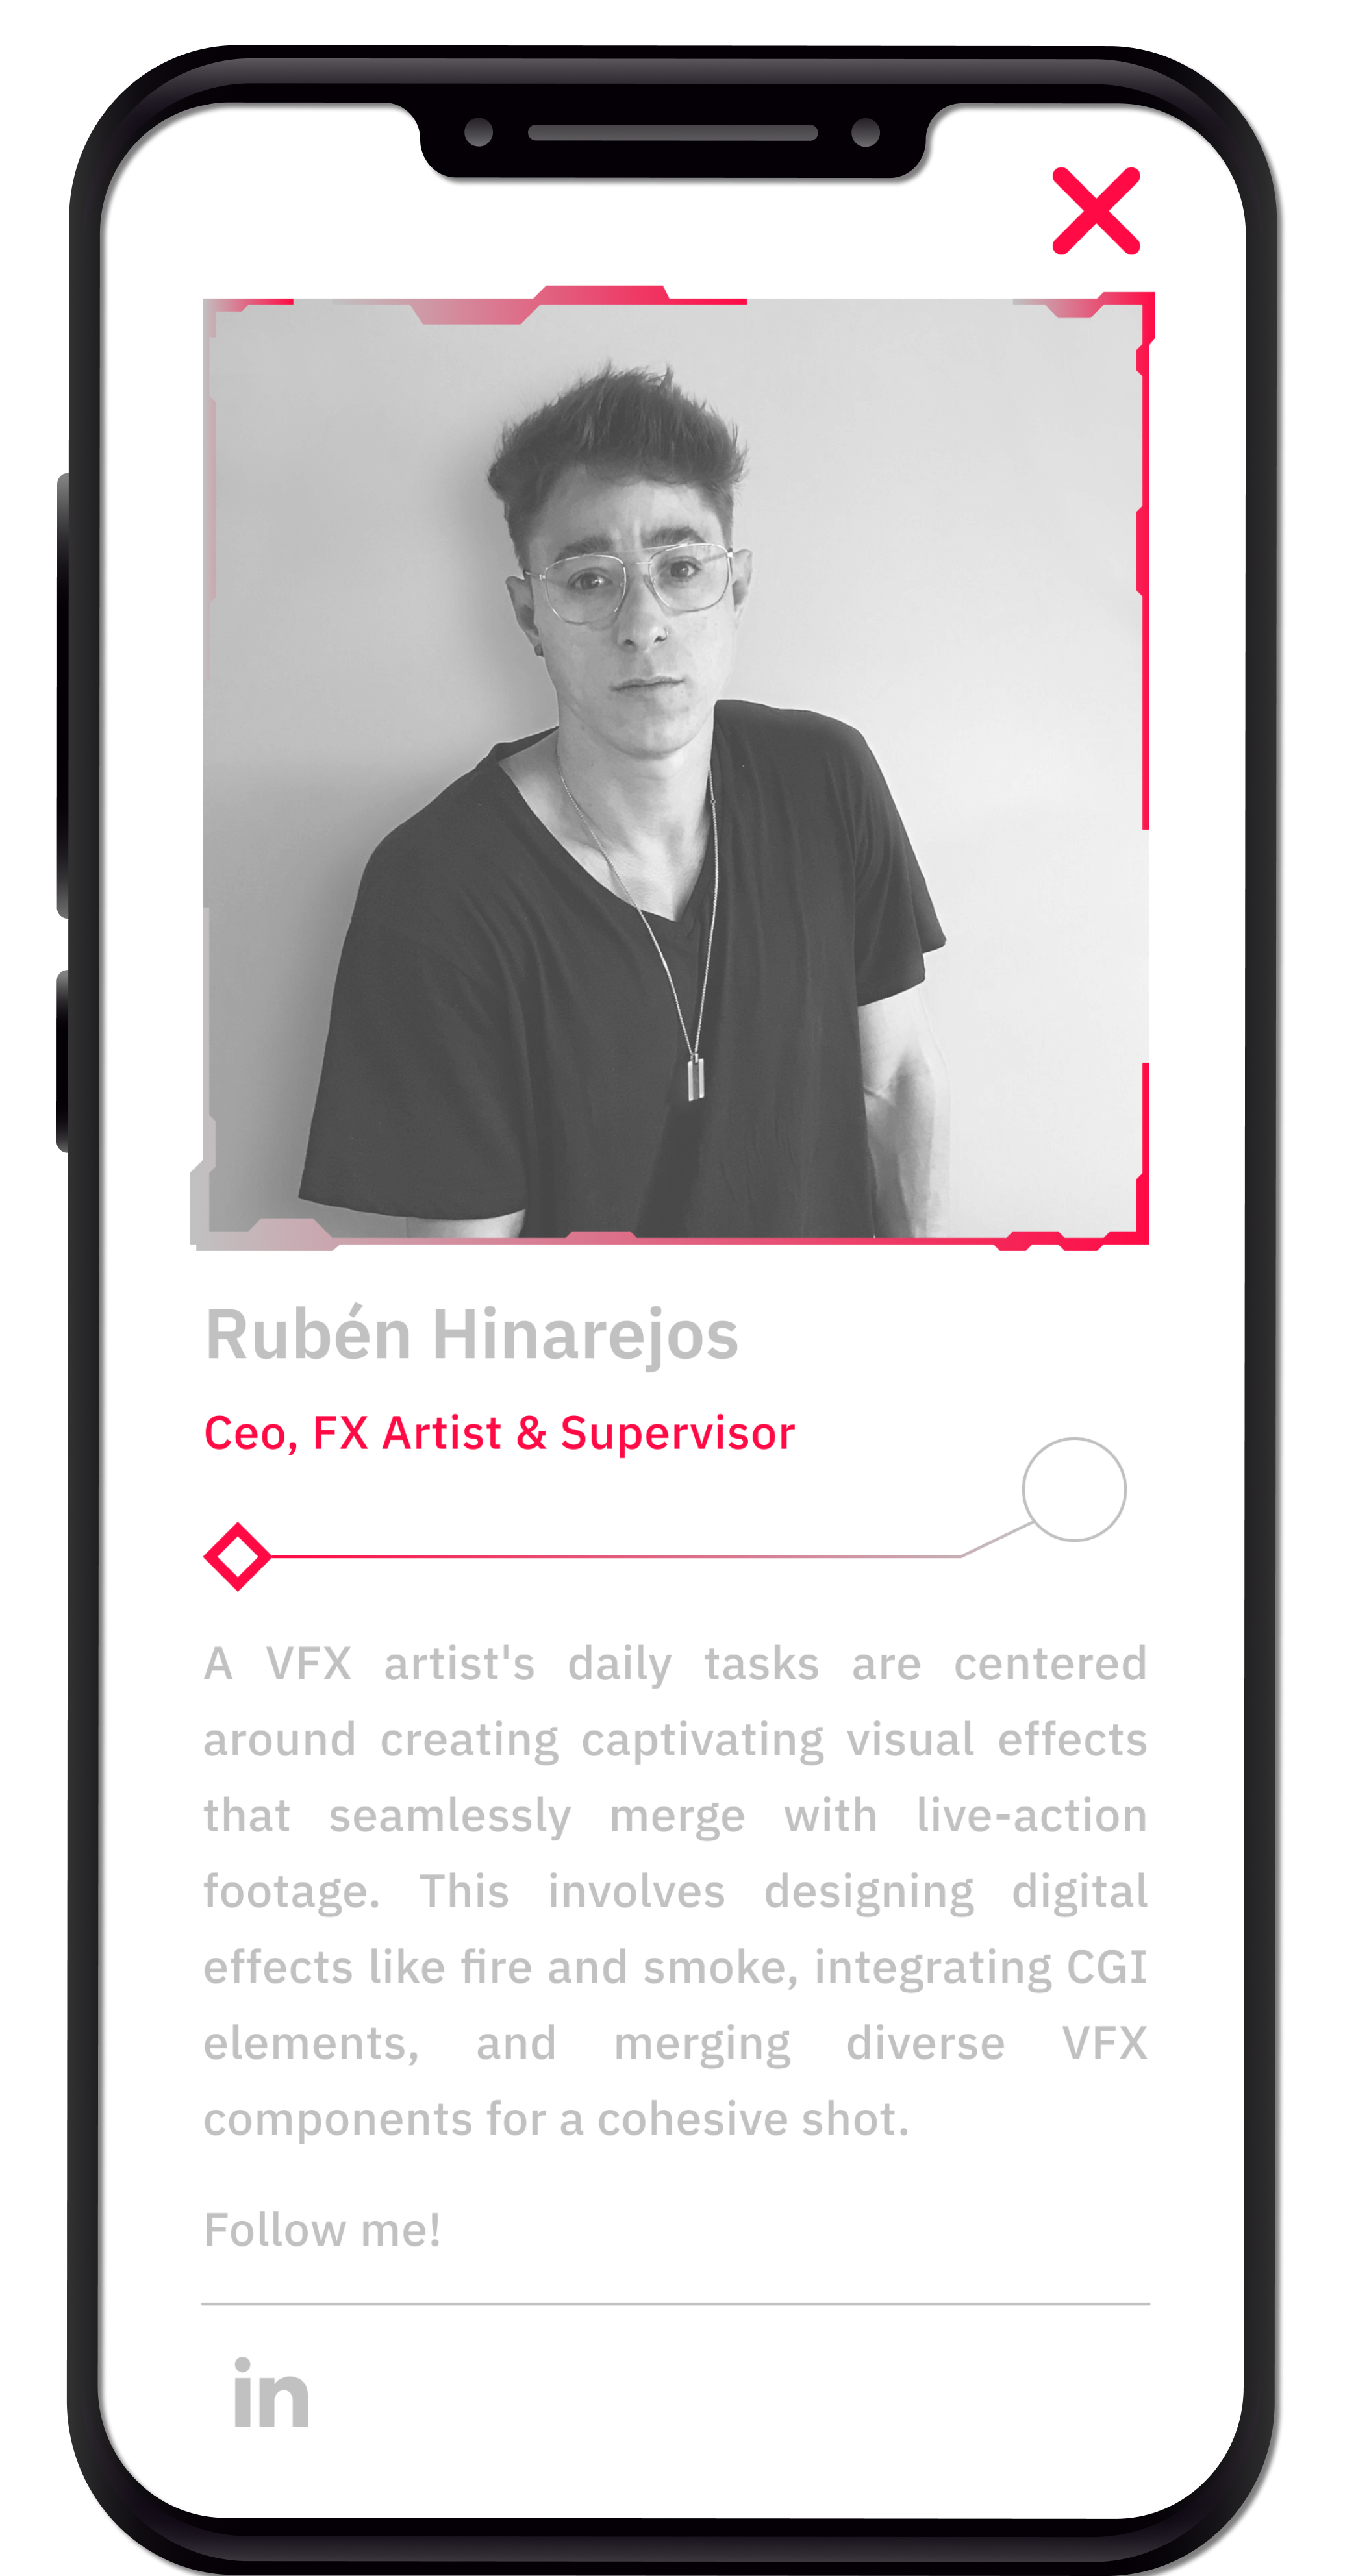 Rubén Hinarejos
Ceo, FX Artist & Supervisor
A VFX artist's daily tasks are centered
around creating captivating visual effects
that seamlessly merge with live-action
footage. This involves designing digital
effects like fire and smoke, integrating CGI
elements, and merging diverse VFX
components for a cohesive shot.
Follow me!
in